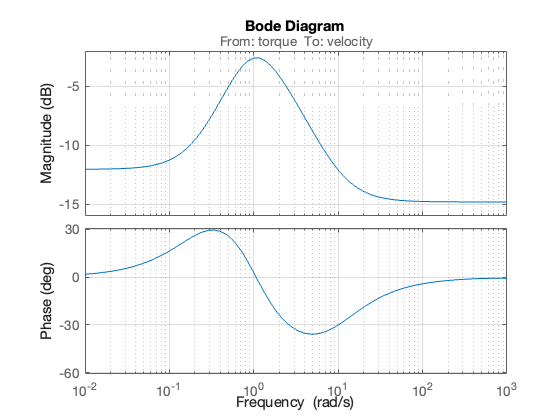 Bode Diagram
From: torque To: velocity
Magnitude (dB)
-5
-10
-15
Phase (deg)
30
0
-30
-60
10^-2 10^-1 10^0 10^1 10^2 10^3
Frequency (rad/s)